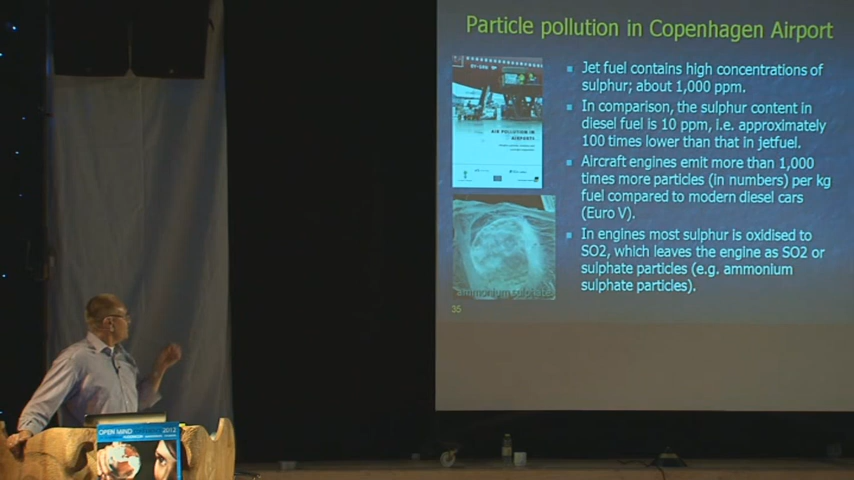 Particle pollution in Copenhagen Airport
Jet fuel contains high concentrations of
sulphur; about 1,000 ppm.
In comparison, the sulphur content in
diesel fuel is 10 ppm, i.e. approximately
100 times lower than that in jetfuel.
Aircraft engines emit more than 1,000
times more particles (in numbers) per kg
fuel compared to modern diesel cars
(Euro V).
In engines most sulphur is oxidised to
SO2, which leaves the engine as SO2 or
sulphate particles (e.g. ammonium
sulphate particles).
AIR POLLUTION IN
AIRPORTS
ammonium sulphate
35
OPEN MIND
2012